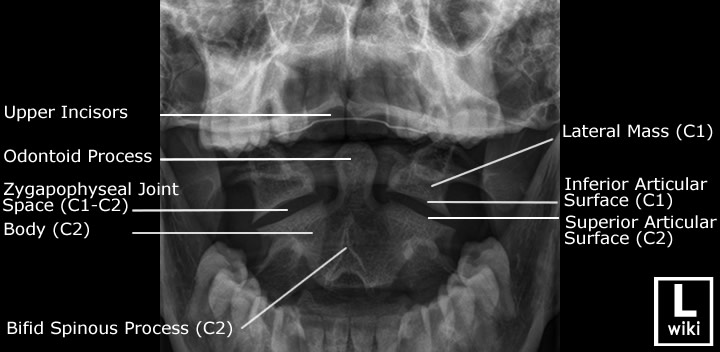 Upper Incisors
Odontoid Process
Zygapophyseal Joint
Space (C1-C2)
Body (C2)
Bifid Spinous Process (C2)
Lateral Mass (C1)
Inferior Articular
Surface (C1)
Superior Articular
Surface (C2)
L
wiki